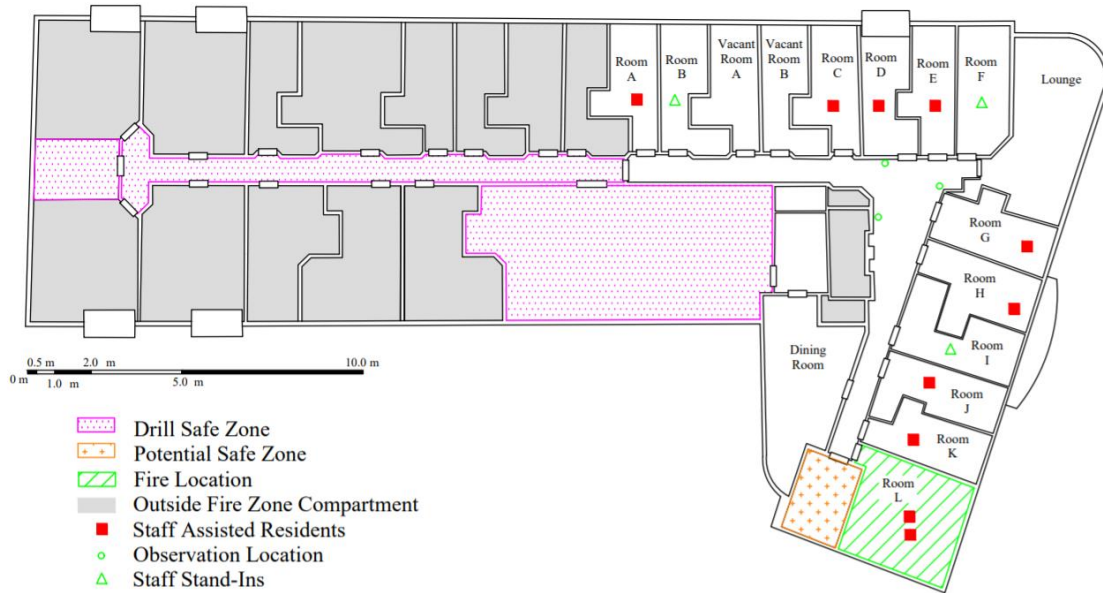 Room
A
Room
B
Vacant
Room
A
Vacant
Room
B
Room
C
Room
D
Room
E
Room
F
Lounge
Room
G
Room
H
Room
I
Room
J
Room
K
Room
L
Dining
Room
0.5 m 2.0 m 10.0 m
0 m 1.0 m 5.0 m
Drill Safe Zone
Potential Safe Zone
Fire Location
Outside Fire Zone Compartment
Staff Assisted Residents
Observation Location
Staff Stand-Ins